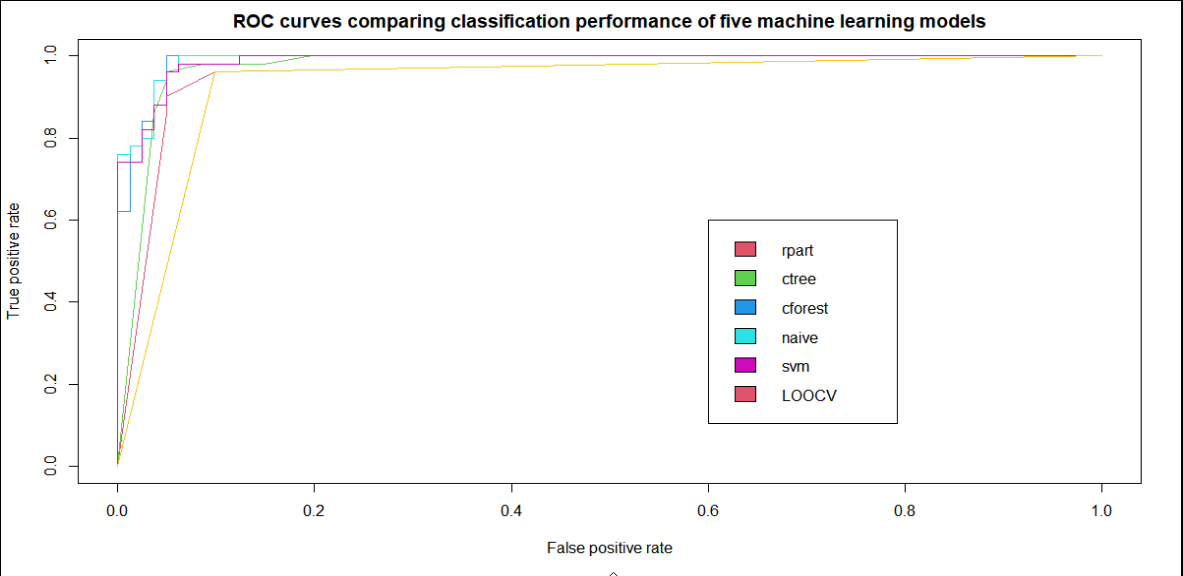 ROC curves comparing classification performance of five machine learning models
1.0
0.8
0.6
0.4
0.2
0.0
True positive rate
rpart
ctree
cforest
naive
svm
LOOCV
0.0 0.2 0.4 0.6 0.8 1.0
False positive rate